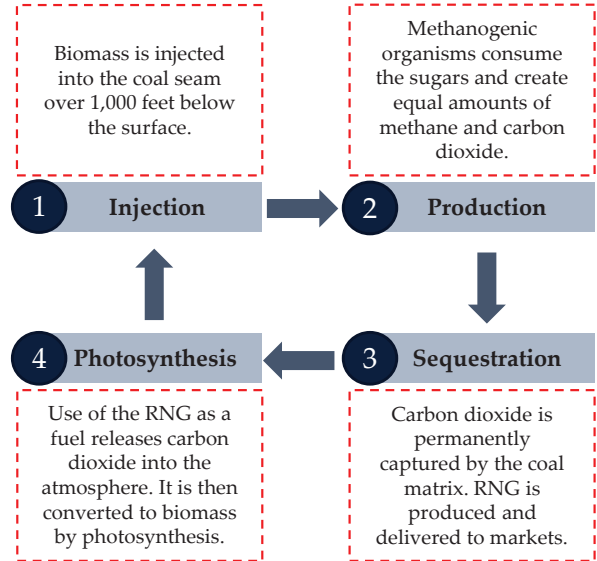 Biomass is injected
into the coal seam
over 1,000 feet below
the surface.
1 Injection
Methanogenic
organisms consume
the sugars and create
equal amounts of
methane and carbon
dioxide.
2 Production
3 Sequestration
Carbon dioxide is
permanently
captured by the coal
matrix. RNG is
produced and
delivered to markets.
4 Photosynthesis
Use of the RNG as a
fuel releases carbon
dioxide into the
atmosphere. It is then
converted to biomass
by photosynthesis.